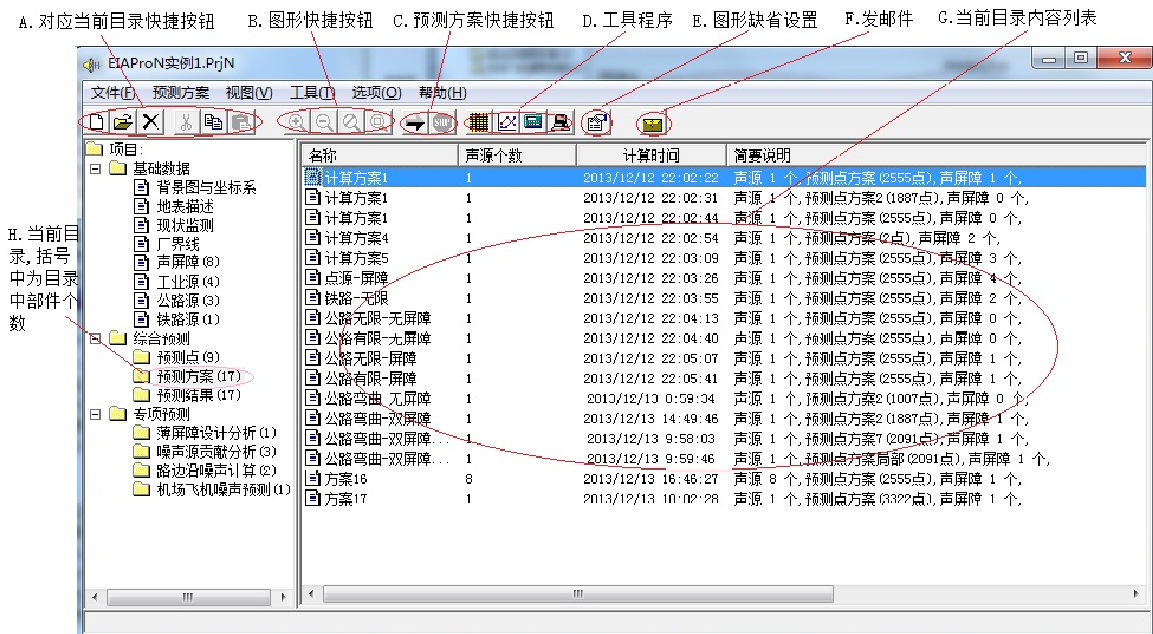 A.对应当前目录快捷按钮 B.图形快捷按钮 C.预测方案快捷按钮 D.工具程序 E.图形缺省设置 F.发邮件 G.当前目录内容列表
EIAProN实例1.PrjN
文件(F) 预测方案 视图(V) 工具(T) 选项(O) 帮助(H)
STOP
项目:
基础数据
背景图与坐标系
地表描述
现状监测
厂界线
声屏障(8)
工业源(4)
公路源(3)
铁路源(1)
综合预测
预测点(9)
预测方案(17)
预测结果(17)
专项预测
薄屏障设计分析(1)
噪声源贡献分析(3)
路边沿噪声计算(2)
机场飞机噪声预测(1)
H.当前目
录,括号
中为目录
中部件个
数
名称 声源个数 计算时间 简要说明
计算方案1 1 2013/12/12 22:02:22 声源 1 个,预测点方案(2555点),声屏障 1 个,
计算方案1 1 2013/12/12 22:02:31 声源 1 个,预测点方案2(1887点),声屏障 0 个,
计算方案1 1 2013/12/12 22:02:44 声源 1 个,预测点方案(2555点),声屏障 0 个,
计算方案4 1 2013/12/12 22:02:54 声源 1 个,预测点方案(2点),声屏障 2 个,
计算方案5 1 2013/12/12 22:03:09 声源 1 个,预测点方案(2555点),声屏障 3 个,
点源-屏障 1 2013/12/12 22:03:26 声源 1 个,预测点方案(2555点),声屏障 4 个,
铁路-无限 1 2013/12/12 22:03:55 声源 1 个,预测点方案(2555点),声屏障 2 个,
公路无限-无屏障 1 2013/12/12 22:04:13 声源 1 个,预测点方案(2555点),声屏障 0 个,
公路有限-无屏障 1 2013/12/12 22:04:40 声源 1 个,预测点方案(2555点),声屏障 0 个,
公路无限-屏障 1 2013/12/12 22:05:07 声源 1 个,预测点方案(2555点),声屏障 1 个,
公路有限-屏障 1 2013/12/12 22:05:41 声源 1 个,预测点方案(2555点),声屏障 1 个,
公路弯曲-无屏障 1 2013/12/13 0:59:34 声源 1 个,预测点方案2(1007点),声屏障 0 个,
公路弯曲-双屏障 1 2013/12/13 14:49:46 声源 1 个,预测点方案2(1887点),声屏障 1 个,
公路弯曲-双屏障... 1 2013/12/13 9:58:03 声源 1 个,预测点方案7(2091点),声屏障 1 个,
公路弯曲-双屏障... 1 2013/12/13 9:59:46 声源 1 个,预测点方案局部(2091点),声屏障 1 个,
方案16 8 2013/12/13 16:46:27 声源 8 个,预测点方案(2555点),声屏障 1 个,
方案17 1 2013/12/13 10:02:28 声源 1 个,预测点方案(3322点),声屏障 1 个,